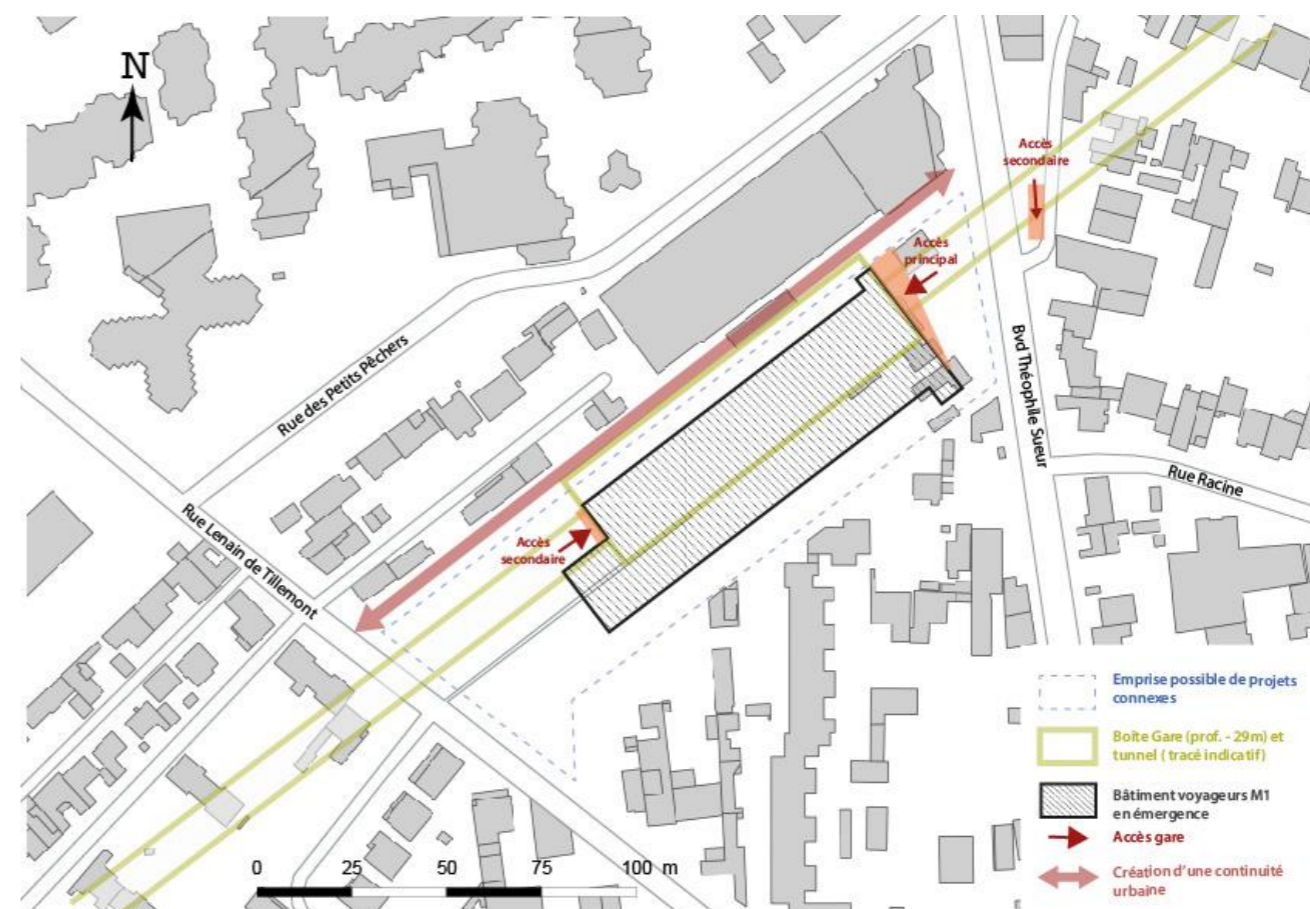 N
Accès
secondaire
Accès
principal
Rue des Petits Pêchers
Bvd Théophile Sueur
Rue Racine
Rue Lenain de Tillemont
Accès
secondaire
Emprise possible de projets
connexes
Boîte Gare (prof. - 29m) et
tunnel ( tracé indicatif)
Bâtiment voyageurs M1
en émergence
Accès gare
Création d'une continuité
urbaine
0 25 50 75 100 m